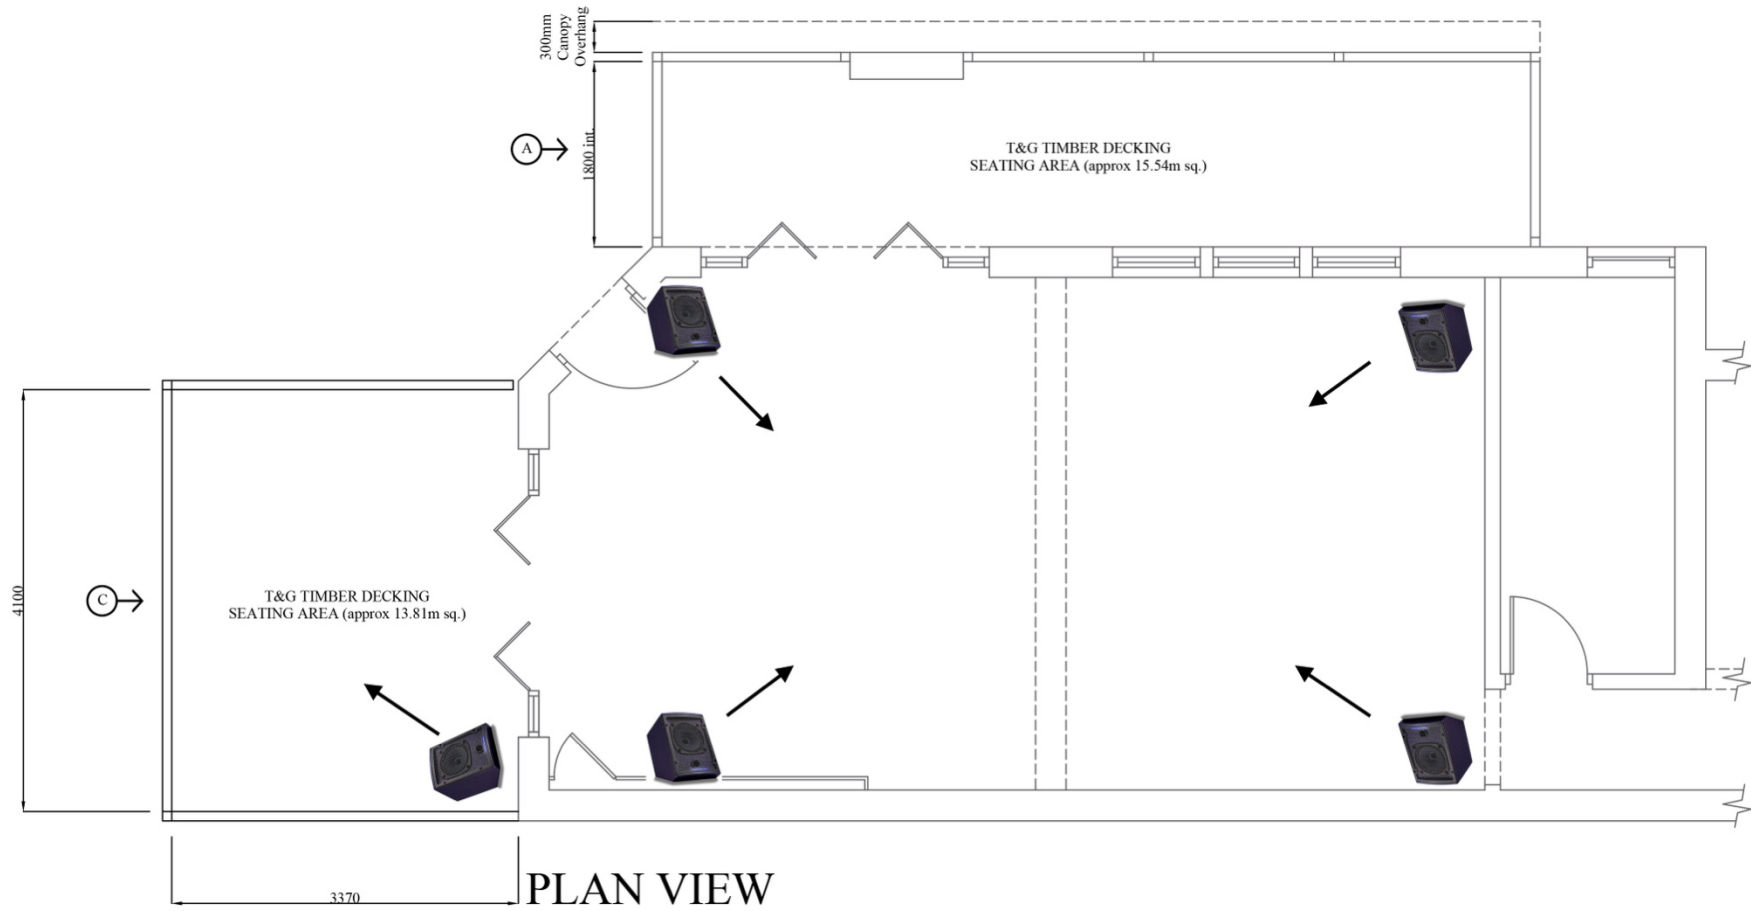 300mm
Canopy
Overhang
1800 int.
A
T&G TIMBER DECKING
SEATING AREA (approx 15.54m sq.)
4100
C
T&G TIMBER DECKING
SEATING AREA (approx 13.81m sq.)
3370
PLAN VIEW